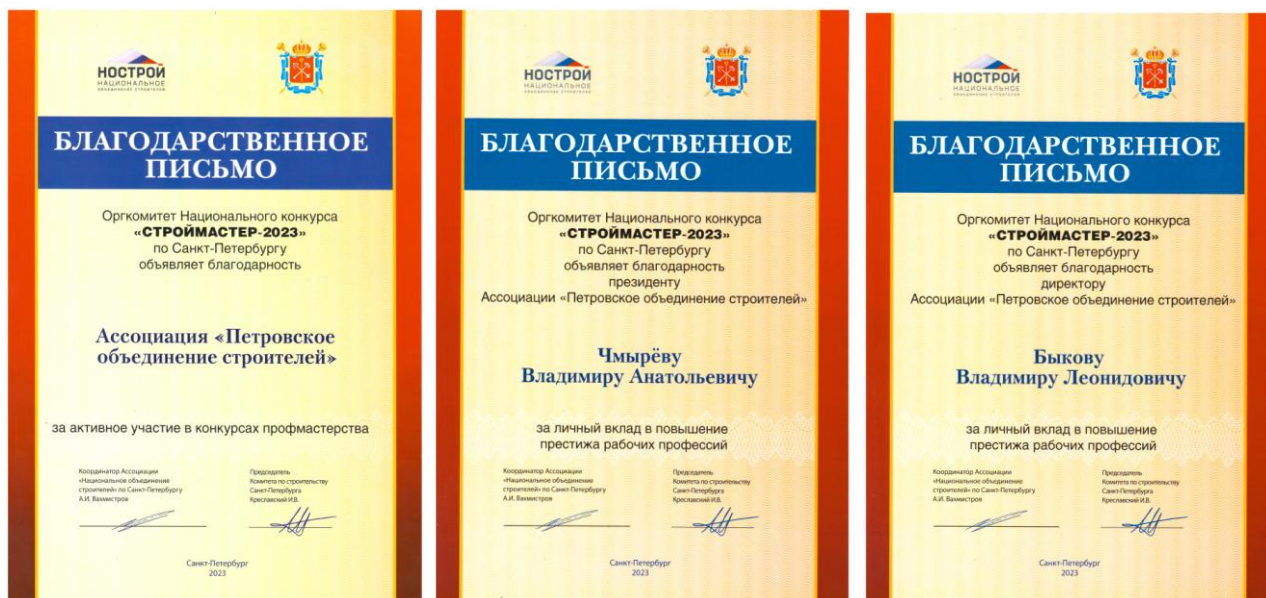 НОСТРОЙ
НАЦИОНАЛЬНОЕ
ОБЪЕДИНЕНИЕ СТРОИТЕЛЕЙ
БЛАГОДАРСТВЕННОЕ
ПИСЬМО
Оргкомитет Национального конкурса
«СТРОЙМАСТЕР-2023»
по Санкт-Петербургу
объявляет благодарность
Ассоциация «Петровское
объединение строителей»
за активное участие в конкурсах профмастерства
Координатор Ассоциации
«Национальное объединение
строителей» по Санкт-Петербургу
А.И. Вахмистров
Председатель
Комитета по строительству
Санкт-Петербурга
Креславский И.В.
Санкт-Петербург
2023
НОСТРОЙ
НАЦИОНАЛЬНОЕ
ОБЪЕДИНЕНИЕ СТРОИТЕЛЕЙ
БЛАГОДАРСТВЕННОЕ
ПИСЬМО
Оргкомитет Национального конкурса
«СТРОЙМАСТЕР-2023»
по Санкт-Петербургу
объявляет благодарность
президенту
Ассоциации «Петровское объединение строителей»
Чмырёву
Владимиру Анатольевичу
за личный вклад в повышение
престижа рабочих профессий
Координатор Ассоциации
«Национальное объединение
строителей» по Санкт-Петербургу
А.И. Вахмистров
Председатель
Комитета по строительству
Санкт-Петербурга
Креславский И.В.
Санкт-Петербург
2023
НОСТРОЙ
НАЦИОНАЛЬНОЕ
ОБЪЕДИНЕНИЕ СТРОИТЕЛЕЙ
БЛАГОДАРСТВЕННОЕ
ПИСЬМО
Оргкомитет Национального конкурса
«СТРОЙМАСТЕР-2023»
по Санкт-Петербургу
объявляет благодарность
директору
Ассоциации «Петровское объединение строителей»
Быкову
Владимиру Леонидовичу
за личный вклад в повышение
престижа рабочих профессий
Координатор Ассоциации
«Национальное объединение
строителей» по Санкт-Петербургу
А.И. Вахмистров
Председатель
Комитета по строительству
Санкт-Петербурга
Креславский И.В.
Санкт-Петербург
2023